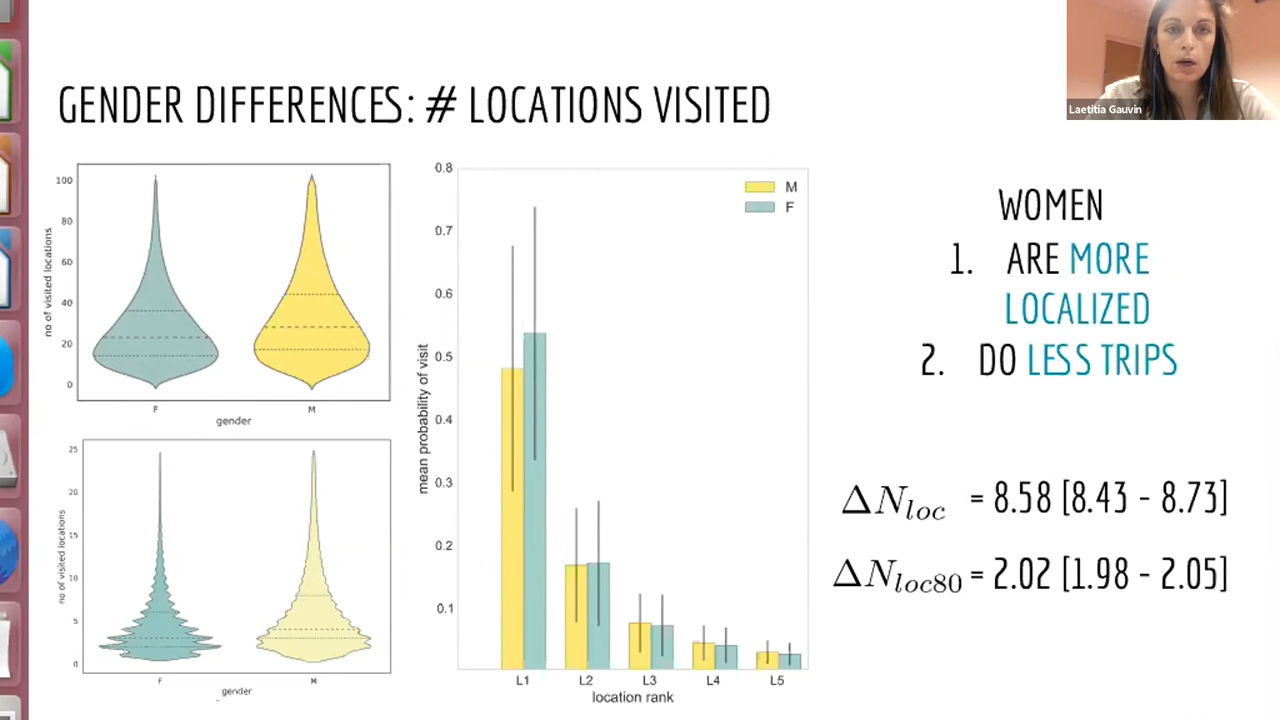 Laetitia Gauvin
GENDER DIFFERENCES: # LOCATIONS VISITED
100
80
60
40
20
0
no of visited locations
F
M
gender
25
20
15
10
5
0
no of visited locations
F
M
gender
0.8
0.7
0.6
0.5
0.4
0.3
0.2
0.1
mean probability of visit
M
F
L1
L2
L3
L4
L5
location rank
WOMEN
1. ARE MORE
LOCALIZED
2. DO LESS TRIPS
ΔNloc = 8.58 [8.43 - 8.73]
ΔNloc80 = 2.02 [1.98 - 2.05]